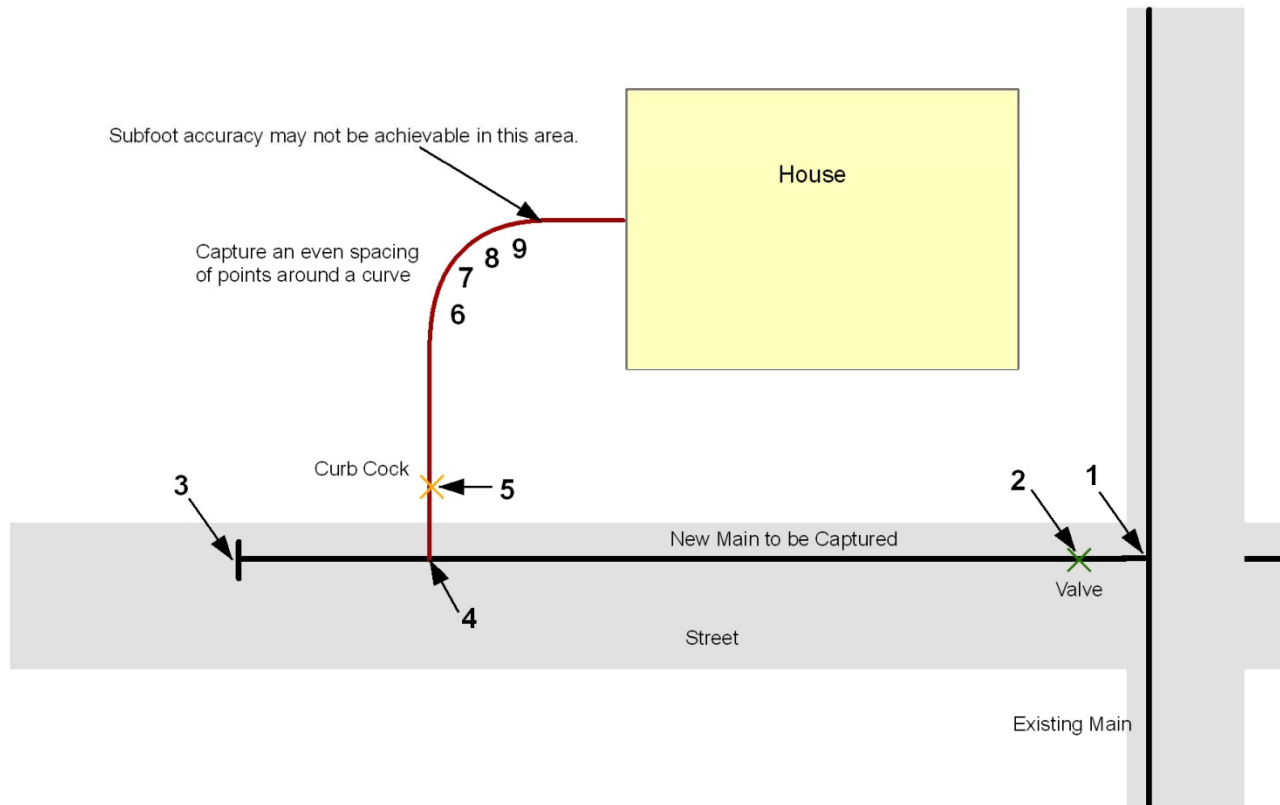 House
Subfoot accuracy may not be achievable in this area.
Capture an even spacing
of points around a curve
9
8
7
6
Curb Cock
5
3
2
1
New Main to be Captured
Valve
4
Street
Existing Main